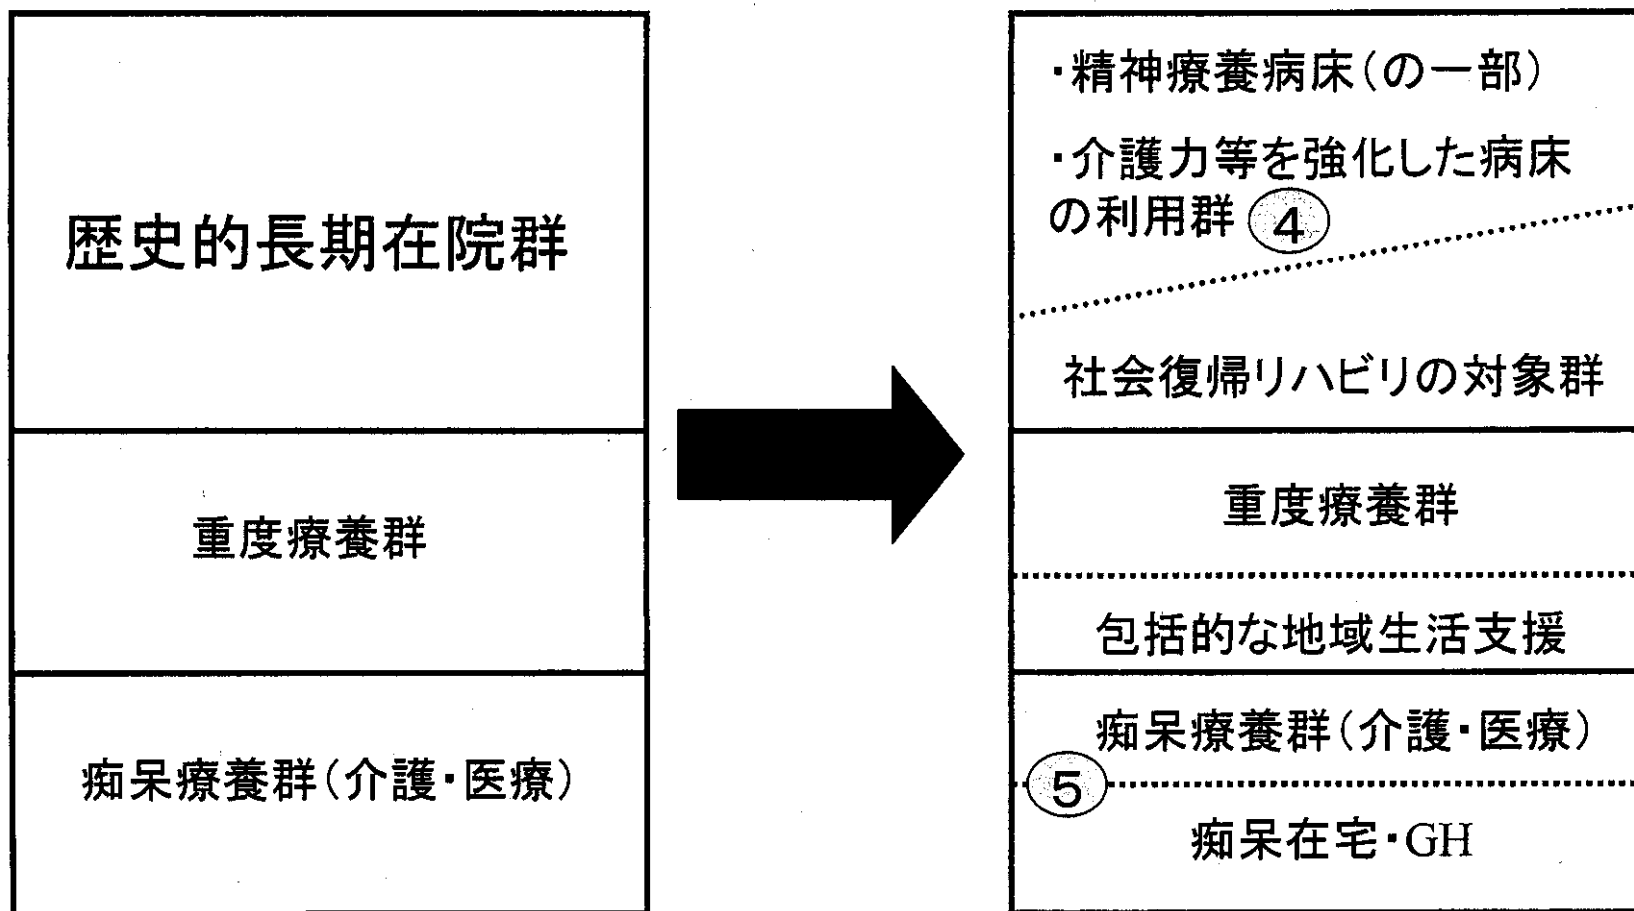 歴史的長期在院群
重度療養群
痴呆療養群(介護・医療)
・精神療養病床(の一部)
・介護力等を強化した病床
の利用群 ④
社会復帰リハビリの対象群
重度療養群
包括的な地域生活支援
痴呆療養群(介護・医療)
⑤
痴呆在宅・GH